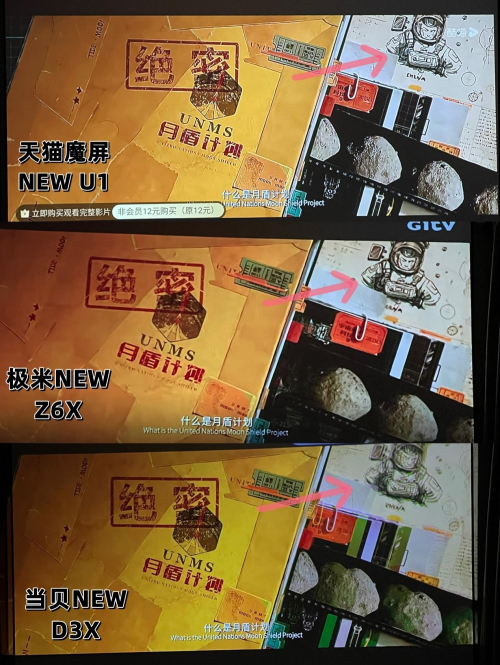 酷喵
TOP
绝密
UNMS
月盾计划
CHINA
天猫魔屏
NEW U1
什么是月盾计划
United Nations Moon Shield Project
立即购买观看完整影片
非会员12元购买（原12元）
GITV
绝密
UNMS
月盾计划
极米NEW
Z6X
什么是月盾计划
What is the United Nations Moon Shield Project
绝密
UNMS
月盾计划
当贝NEW
D3X
什么是月盾计划
What is the United Nations Moon Shield Project